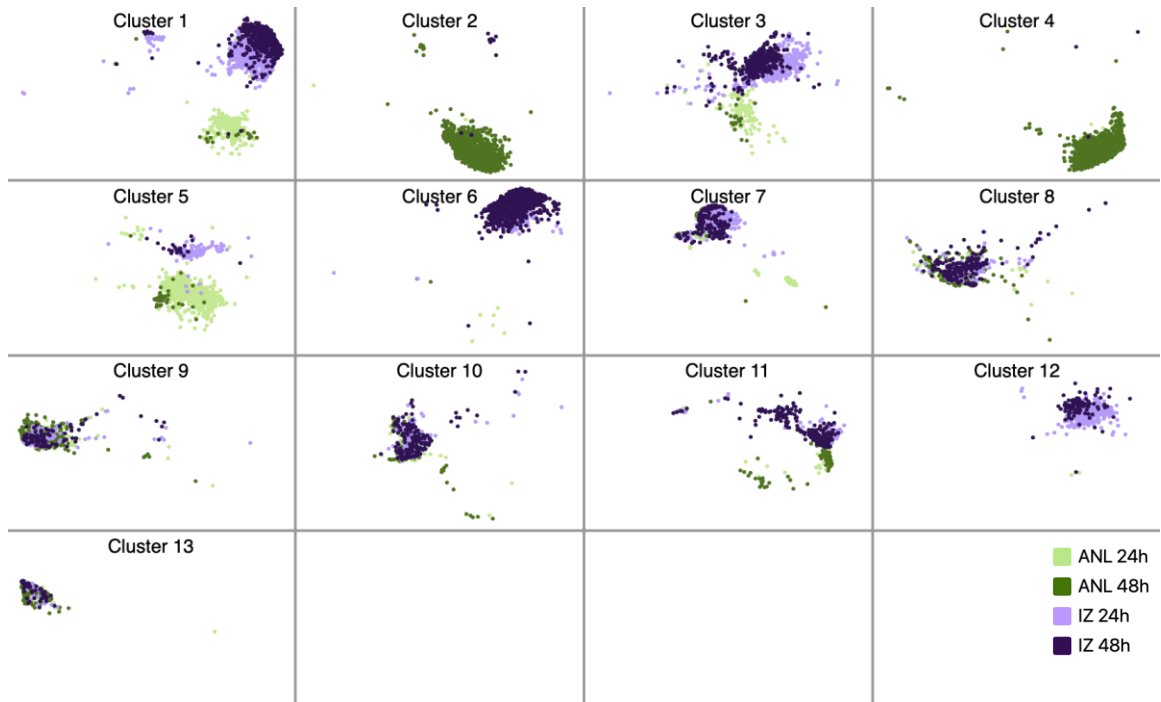 Cluster 1
Cluster 2
Cluster 3
Cluster 4
Cluster 5
Cluster 6
Cluster 7
Cluster 8
Cluster 9
Cluster 10
Cluster 11
Cluster 12
Cluster 13
ANL 24h
ANL 48h
IZ 24h
IZ 48h